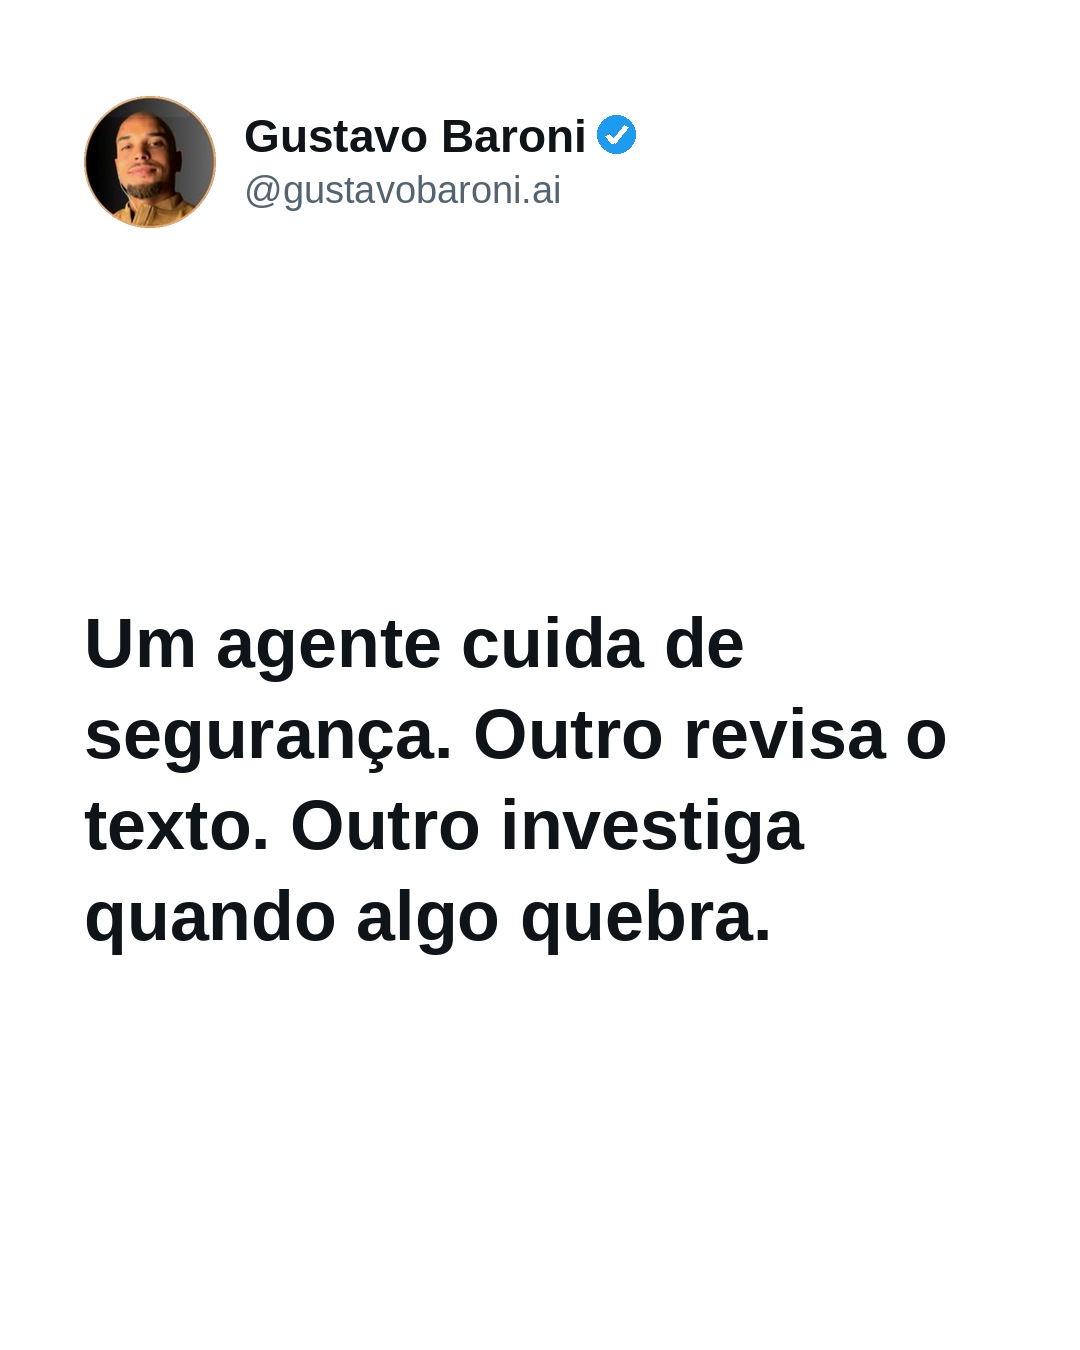 Gustavo Baroni
@gustavobaroni.ai
Um agente cuida de
segurança. Outro revisa o
texto. Outro investiga
quando algo quebra.